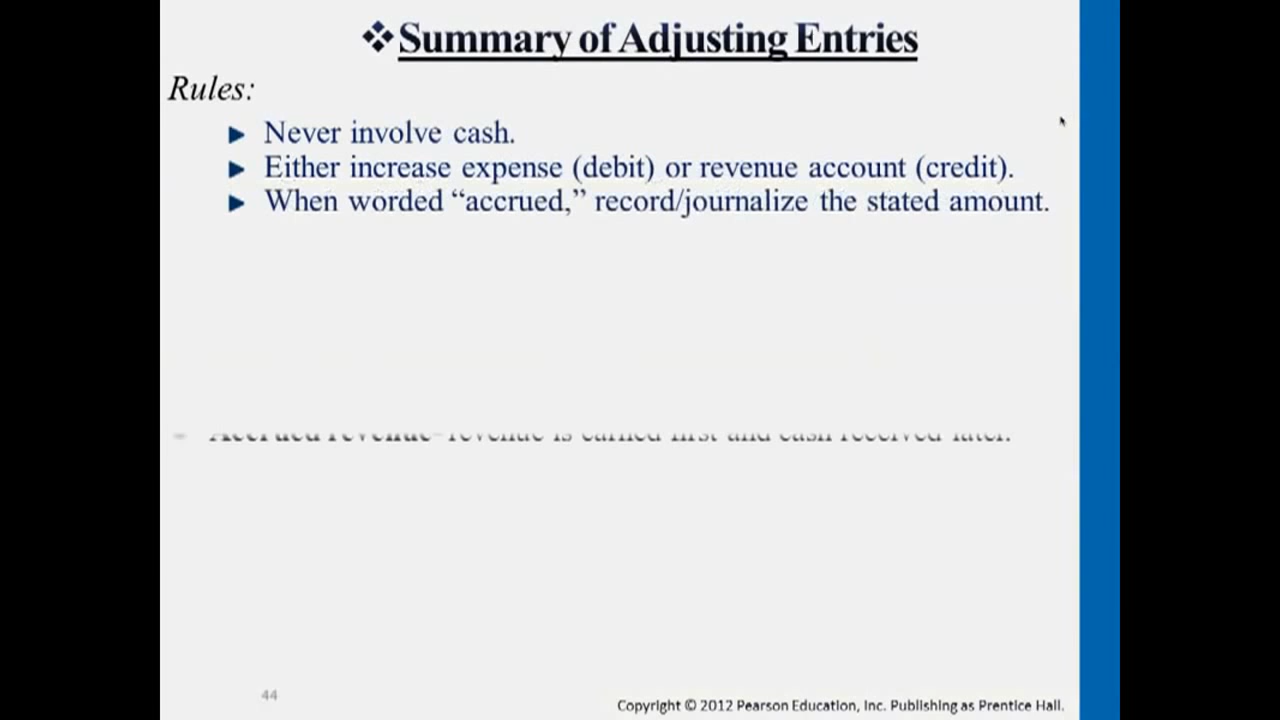 ❖Summary of Adjusting Entries
Rules:
► Never involve cash.
► Either increase expense (debit) or revenue account (credit).
► When worded “accrued,” record/journalize the stated amount.
Accrued revenue-revenue is earned first and cash received later.
44
Copyright © 2012 Pearson Education, Inc. Publishing as Prentice Hall.